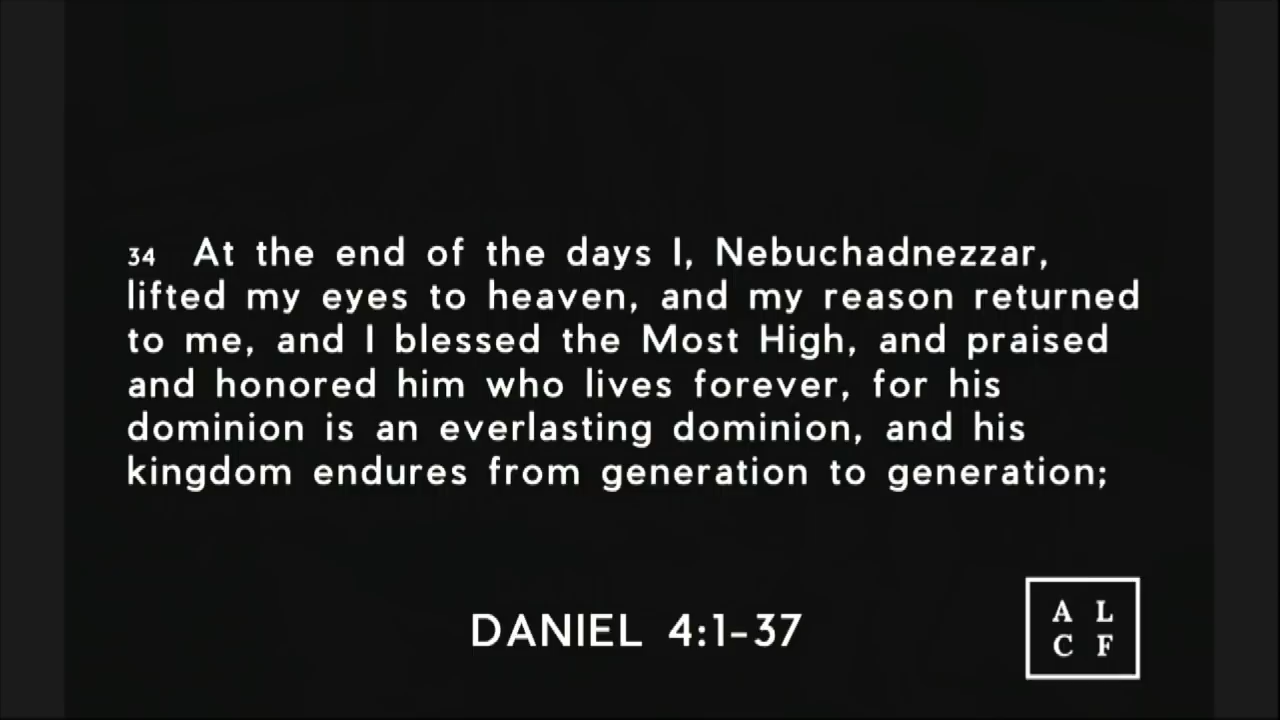 34 At the end of the days I, Nebuchadnezzar,
lifted my eyes to heaven, and my reason returned
to me, and I blessed the Most High, and praised
and honored him who lives forever, for his
dominion is an everlasting dominion, and his
kingdom endures from generation to generation;
DANIEL 4:1-37
A L
C F